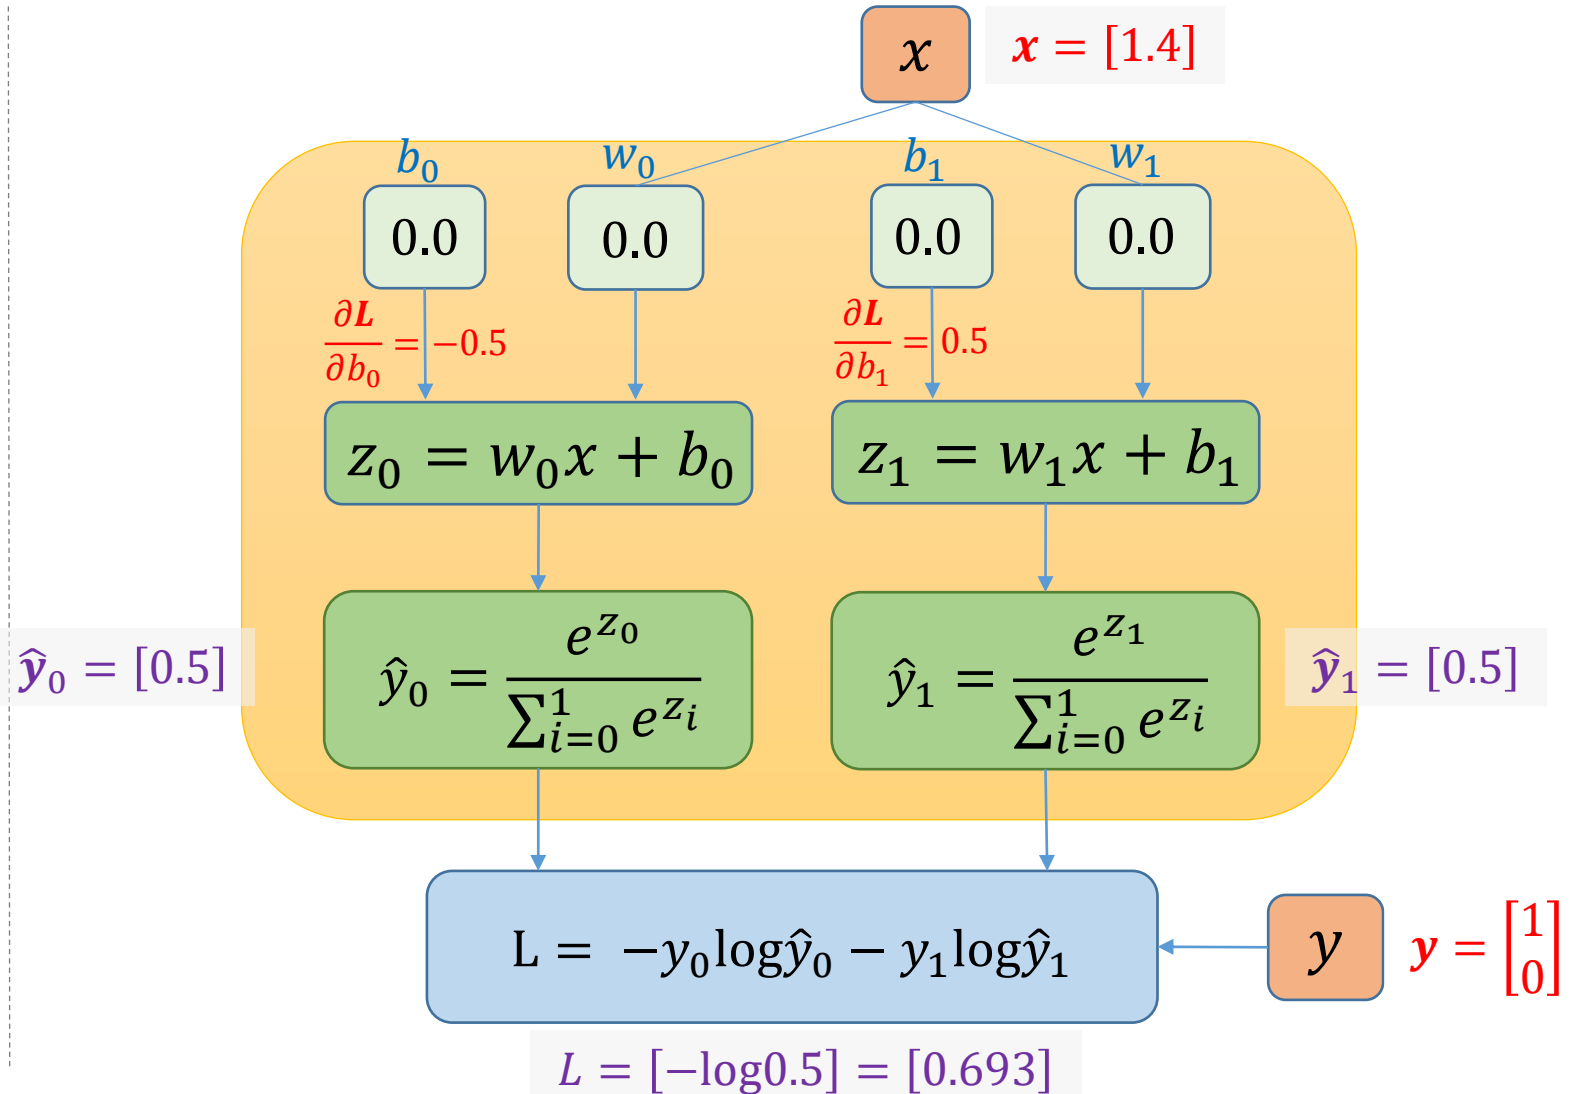 x
x = [1.4]
b₀ w₀ b₁ w₁
0.0 0.0 0.0 0.0
∂L/∂b₀ = −0.5
∂L/∂b₁ = 0.5
z₀ = w₀x + b₀
z₁ = w₁x + b₁
ŷ₀ = [0.5]
ŷ₀ = e^{z₀} / ∑_{i=0}^{1} e^{z_i}
ŷ₁ = e^{z₁} / ∑_{i=0}^{1} e^{z_i}
ŷ₁ = [0.5]
L = −y₀logŷ₀ − y₁logŷ₁
y
y = [1 0]
L = [−log0.5] = [0.693]